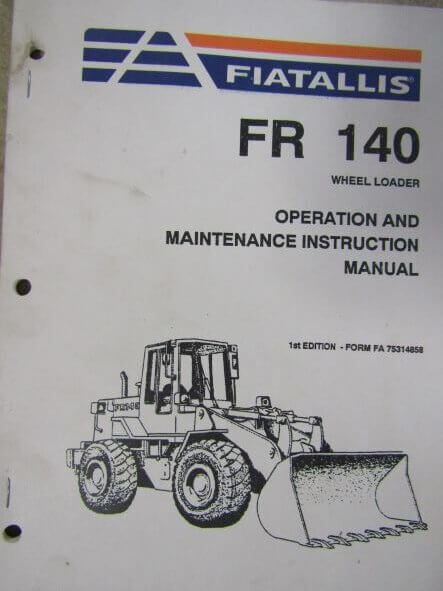 FIATALLIS®
FR 140
WHEEL LOADER
OPERATION AND
MAINTENANCE INSTRUCTION
MANUAL
1st EDITION - FORM FA 75314858